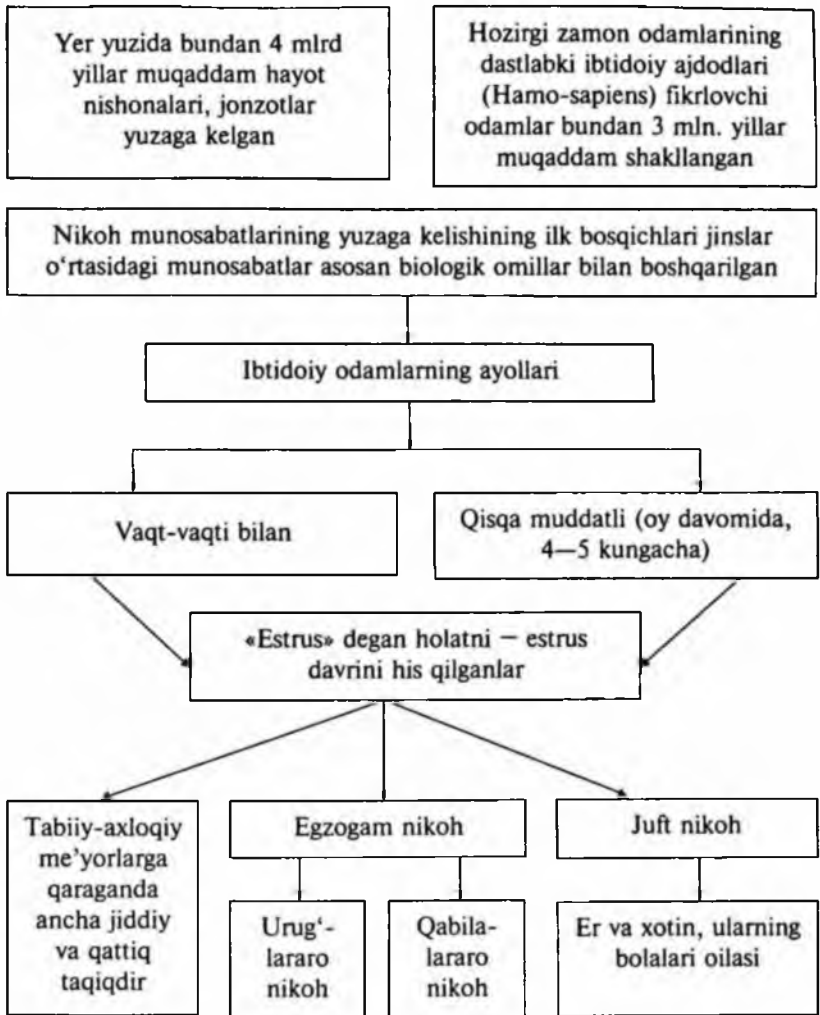 Yer yuzida bundan 4 mlrd
yillar muqaddam hayot
nishonalari, jonzotlar
yuzaga kelgan
Hozirgi zamon odamlarining
dastlabki ibtidoiy ajdodlari
(Hamo-sapiens) fikrlovchi
odamlar bundan 3 mln. yillar
muqaddam shakllangan
Nikoh munosabatlarining yuzaga kelishining ilk bosqichlari jinslar
o‘rtasidagi munosabatlar asosan biologik omillar bilan boshqarilgan
Ibtidoiy odamlarning ayollari
Vaqt-vaqti bilan
Qisqa muddatli (oy davomida,
4—5 kungacha)
«Estrus» degan holatni — estrus
davrini his qilganlar
Tabiiy-axloqiy
me’yorlarga
qaraganda
ancha jiddiy
va qattiq
taqiqdir
Egzogam nikoh
Urug‘-
lararo
nikoh
Qabila-
lararo
nikoh
Juft nikoh
Er va xotin, ularning
bolalari oilasi